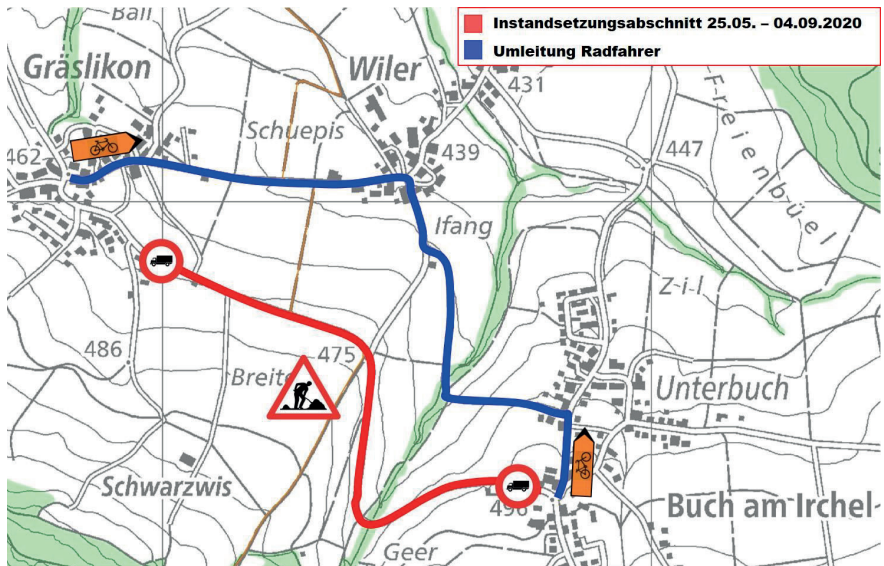 Instandsetzungsabschnitt 25.05. – 04.09.2020
Umleitung Radfahrer
Ball
Gräslikon
Wiler
431
Schuepis
462
439
447
Freienbüel
Ifang
Z-i-l
486
475
Breite
Unterbuch
Schwarzwis
Buch am Irchel
Geer